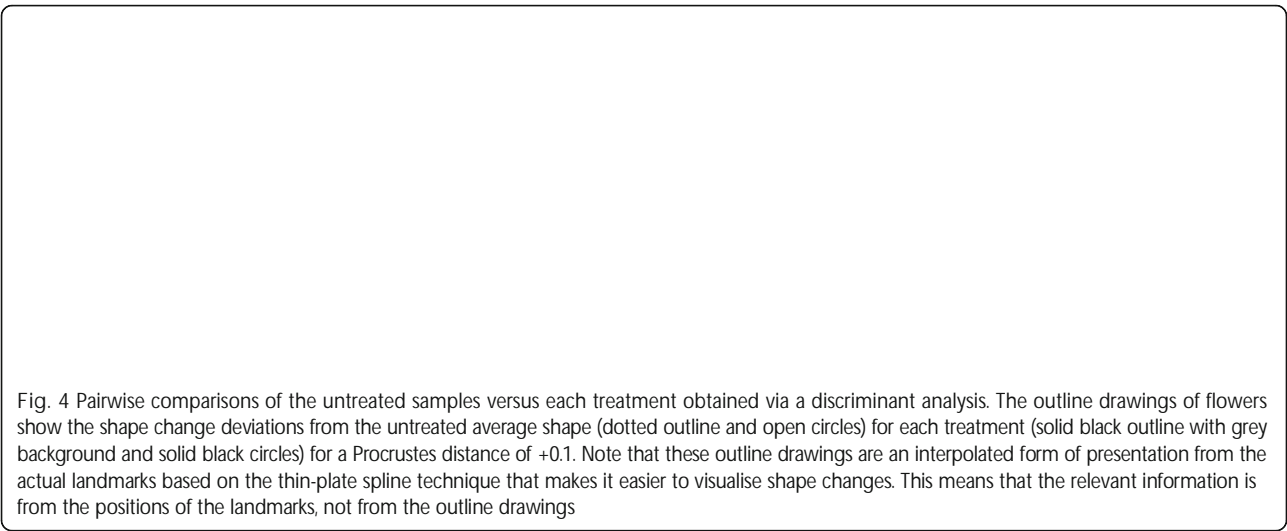 Fig. 4 Pairwise comparisons of the untreated samples versus each treatment obtained via a discriminant analysis. The outline drawings of flowers
show the shape change deviations from the untreated average shape (dotted outline and open circles) for each treatment (solid black outline with grey
background and solid black circles) for a Procrustes distance of +0.1. Note that these outline drawings are an interpolated form of presentation from the
actual landmarks based on the thin-plate spline technique that makes it easier to visualise shape changes. This means that the relevant information is
from the positions of the landmarks, not from the outline drawings